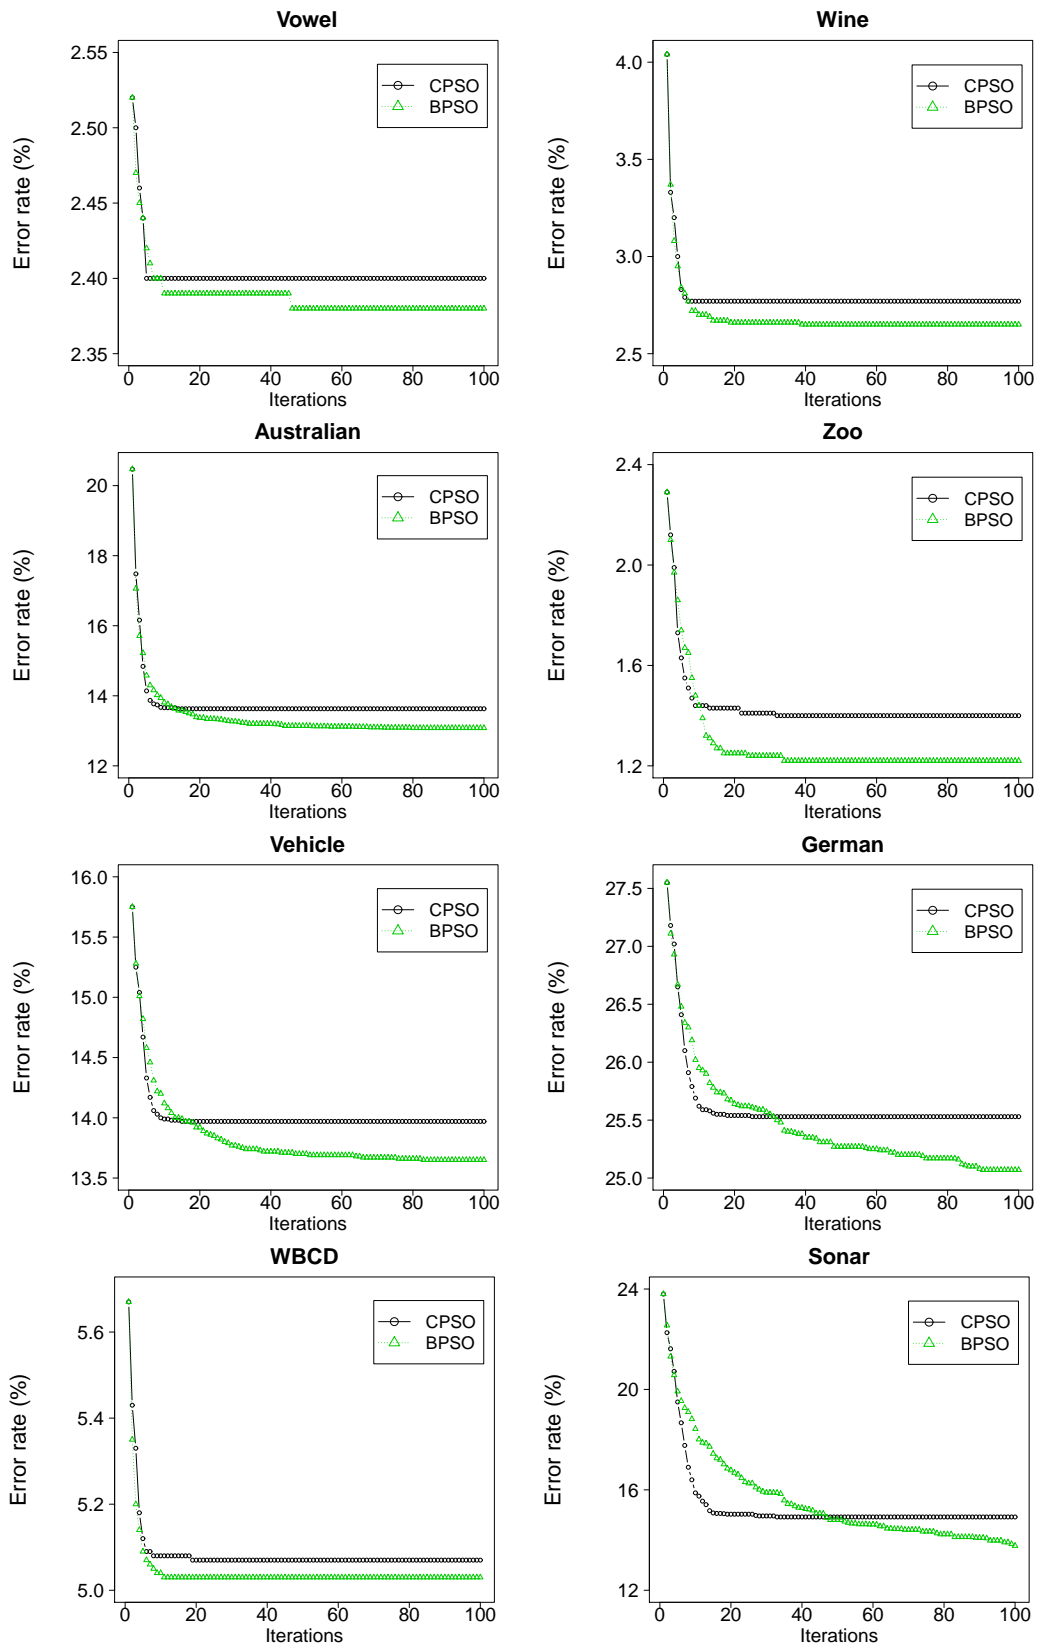 Vowel
2.55
2.50
2.45
2.40
2.35
Error rate (%)
CPSO
BPSO
0 20 40 60 80 100
Iterations
Wine
4.0
3.5
3.0
2.5
Error rate (%)
CPSO
BPSO
0 20 40 60 80 100
Iterations
Australian
20
18
16
14
12
Error rate (%)
CPSO
BPSO
0 20 40 60 80 100
Iterations
Zoo
2.4
2.0
1.6
1.2
Error rate (%)
CPSO
BPSO
0 20 40 60 80 100
Iterations
Vehicle
16.0
15.5
15.0
14.5
14.0
13.5
Error rate (%)
CPSO
BPSO
0 20 40 60 80 100
Iterations
German
27.5
27.0
26.5
26.0
25.5
25.0
Error rate (%)
CPSO
BPSO
0 20 40 60 80 100
Iterations
WBCD
5.6
5.4
5.2
5.0
Error rate (%)
CPSO
BPSO
0 20 40 60 80 100
Iterations
Sonar
24
20
16
12
Error rate (%)
CPSO
BPSO
0 20 40 60 80 100
Iterations